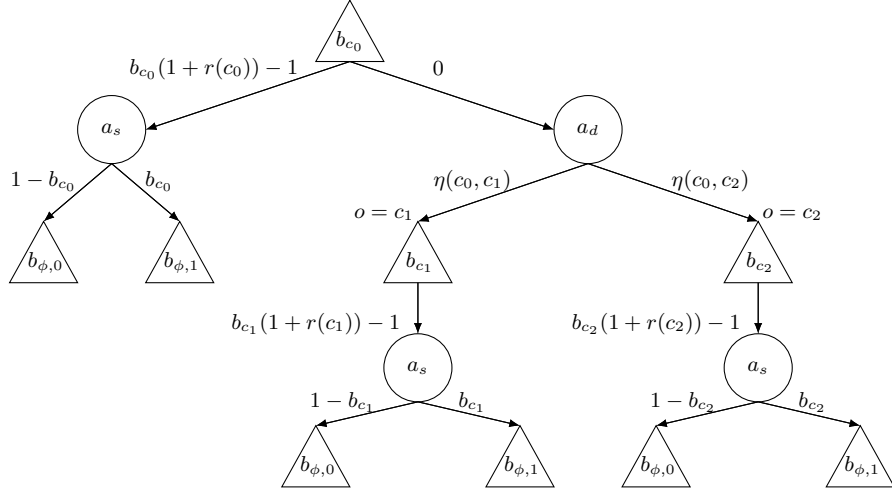 b_{c_0}
b_{c_0}(1 + r(c_0)) − 1
0
a_s
a_d
1 − b_{c_0}
b_{c_0}
η(c_0, c_1)
η(c_0, c_2)
o = c_1
o = c_2
b_{ϕ,0}
b_{ϕ,1}
b_{c_1}
b_{c_2}
b_{c_1}(1 + r(c_1)) − 1
b_{c_2}(1 + r(c_2)) − 1
a_s
a_s
1 − b_{c_1}
b_{c_1}
1 − b_{c_2}
b_{c_2}
b_{ϕ,0}
b_{ϕ,1}
b_{ϕ,0}
b_{ϕ,1}